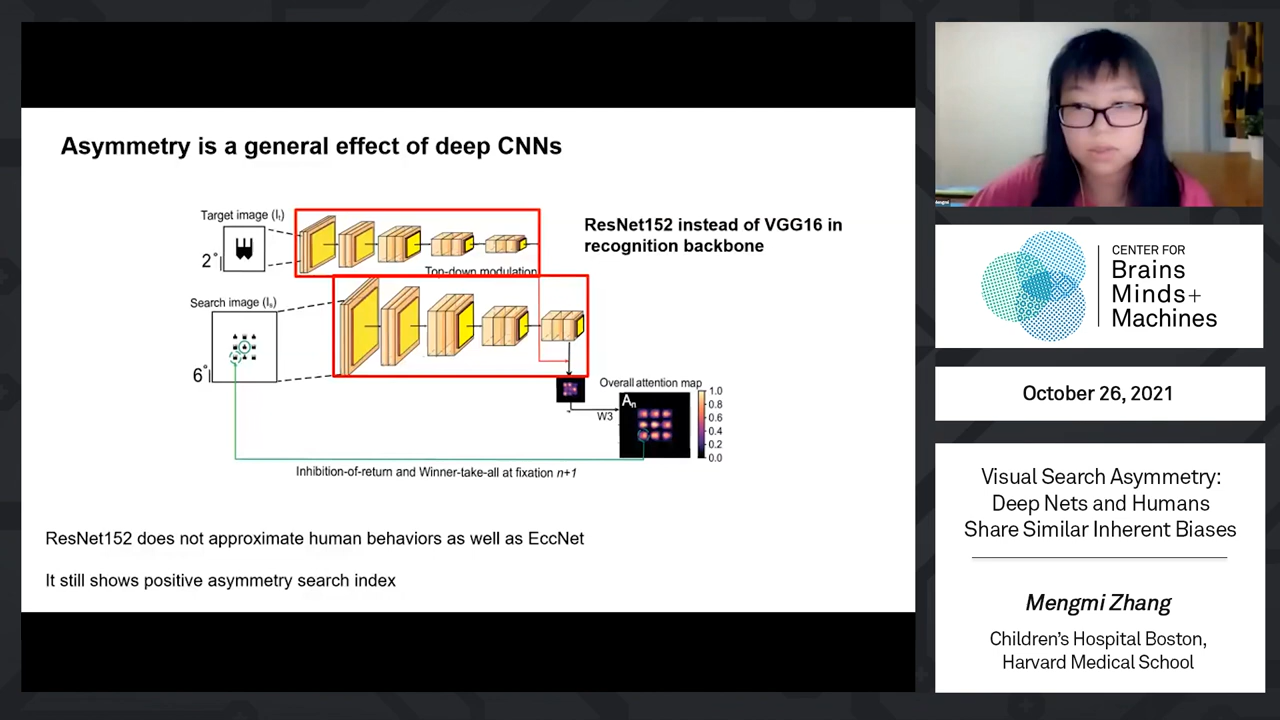 Asymmetry is a general effect of deep CNNs
Target image (Iₜ)
2°
Top-down modulation
Search image (Iₛ)
6°
ResNet152 instead of VGG16 in
recognition backbone
Overall attention map
Aₙ
W3
1.0
0.8
0.6
0.4
0.2
0.0
Inhibition-of-return and Winner-take-all at fixation n+1
ResNet152 does not approximate human behaviors as well as EccNet
It still shows positive asymmetry search index
CENTER FOR
Brains
Minds+
Machines
October 26, 2021
Visual Search Asymmetry:
Deep Nets and Humans
Share Similar Inherent Biases
Mengmi Zhang
Children's Hospital Boston,
Harvard Medical School